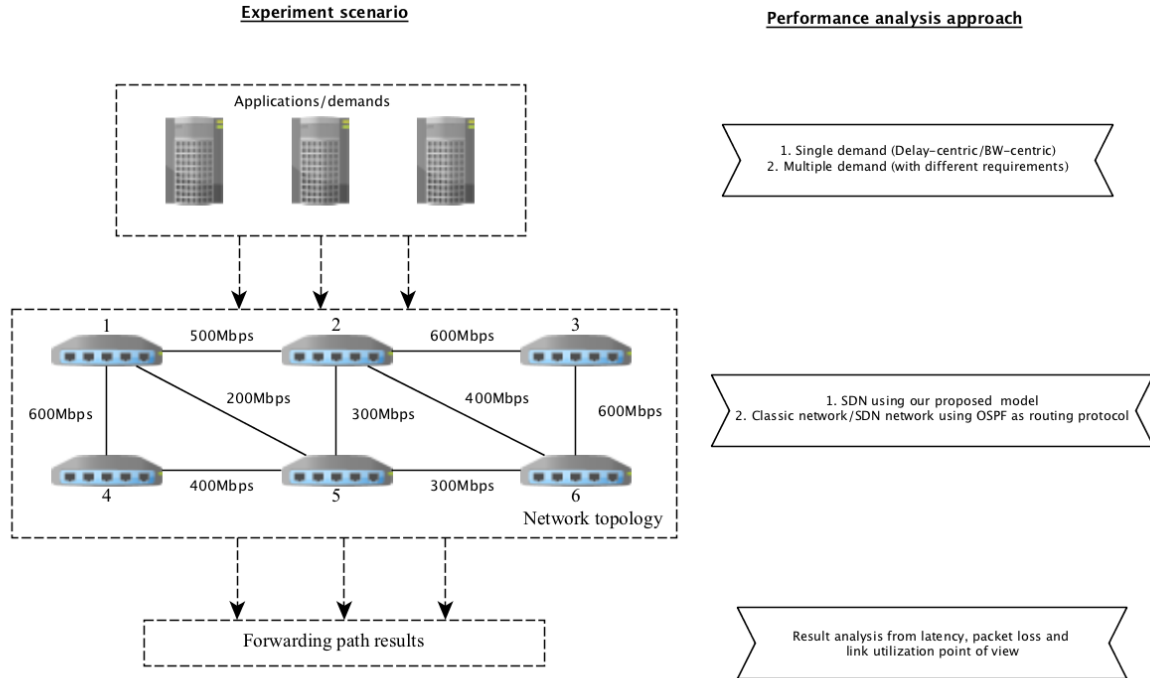 Experiment scenario
Performance analysis approach
Applications/demands
1. Single demand (Delay-centric/BW-centric)
2. Multiple demand (with different requirements)
1
2
3
500Mbps
600Mbps
600Mbps
200Mbps
300Mbps
400Mbps
600Mbps
400Mbps
300Mbps
4
5
6
Network topology
1. SDN using our proposed model
2. Classic network/SDN network using OSPF as routing protocol
Forwarding path results
Result analysis from latency, packet loss and
link utilization point of view